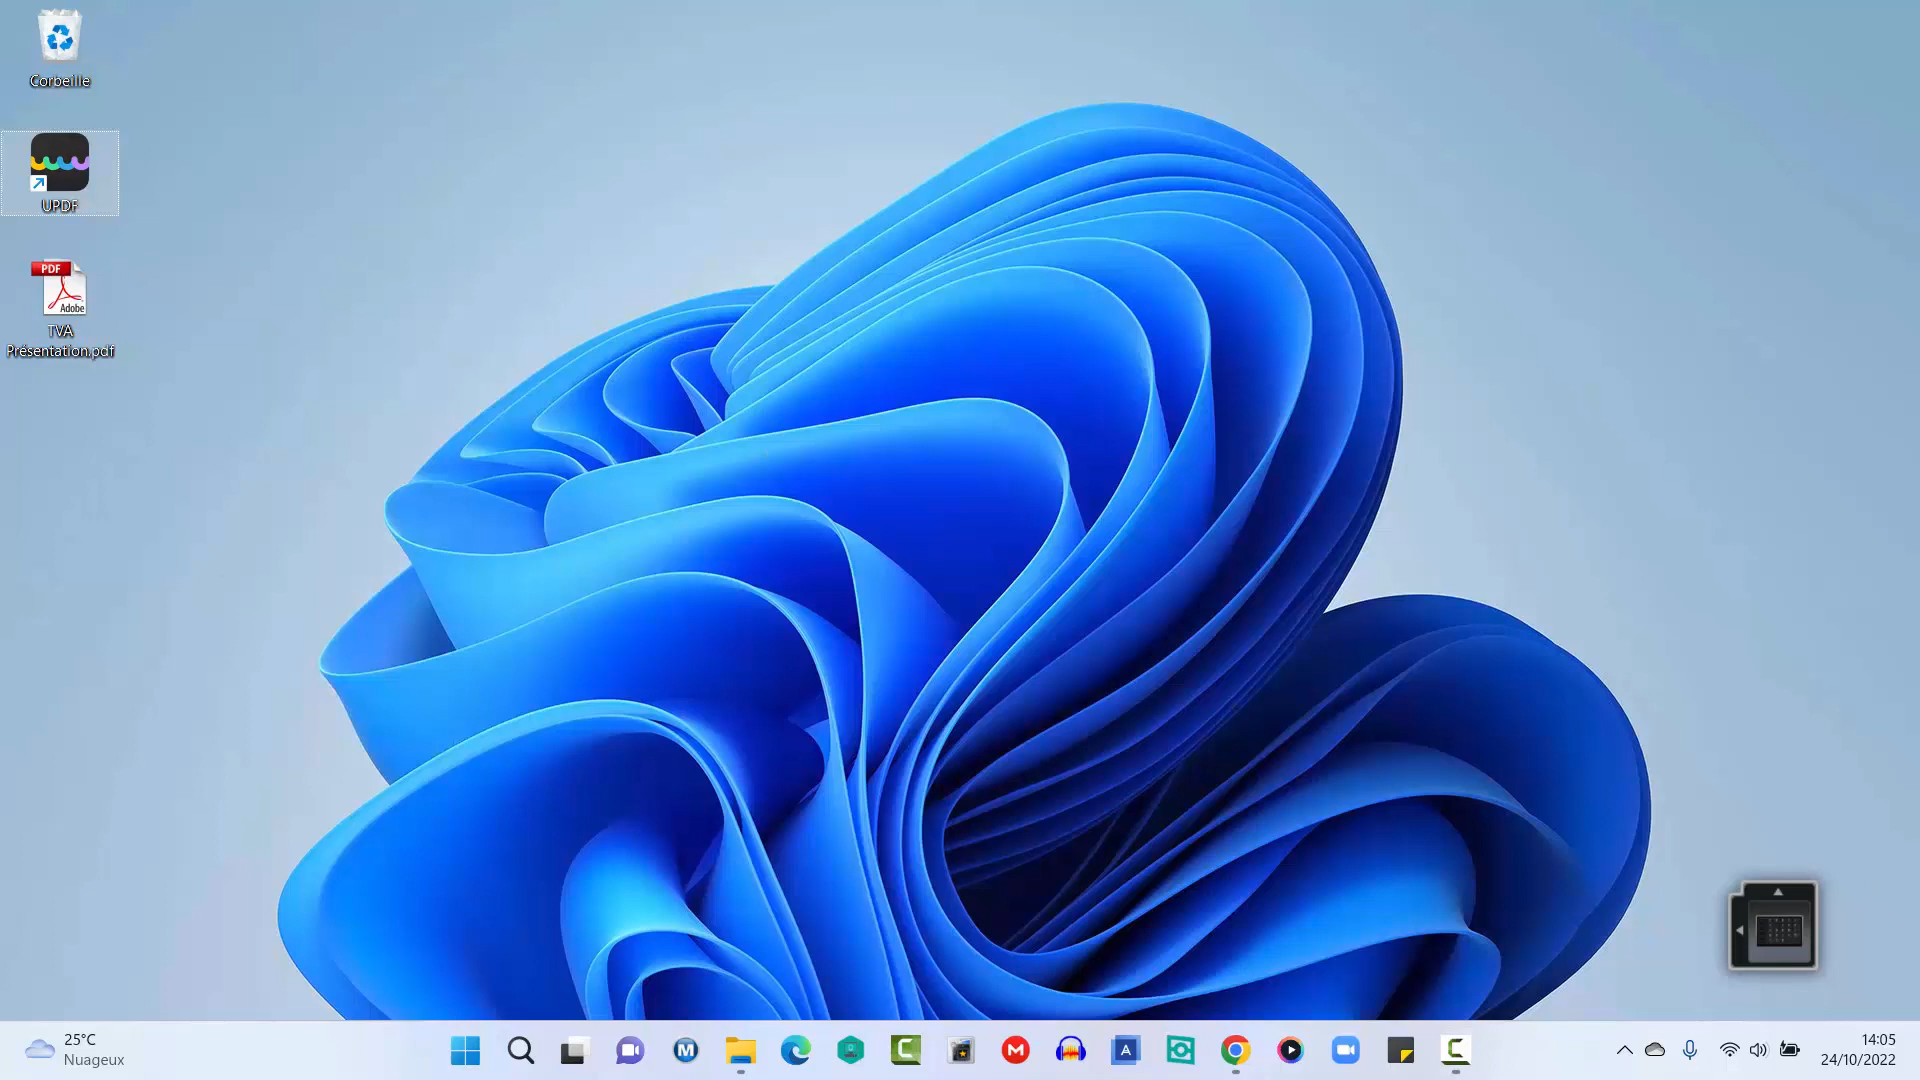 Corbeille
UPDF
PDF
Adobe
TVA
Présentation.pdf
25°C
Nuageux
14:05
24/10/2022